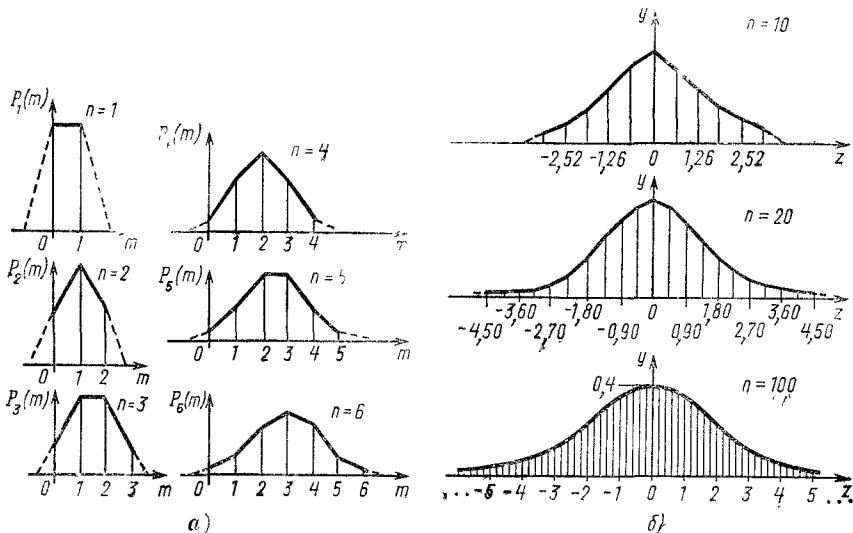 P₁(m) n=1
0 1 m
P₂(m) n=2
0 1 2 m
P₃(m) n=3
0 1 2 3 m
n=4
0 1 2 3 4
P₅(m) n=5
0 1 2 3 4 5 m
P₆(m) n=6
0 1 2 3 4 5 6 m
а)
y n=10
-2,52 -1,26 0 1,26 2,52 z
y n=20
-3,60 -1,80 0 1,80 3,60 z
-4,50 -2,70 -0,90 0,90 2,70 4,50
y n=100
0,4
-5 -4 -3 -2 -1 0 1 2 3 4 5 ... z
б)